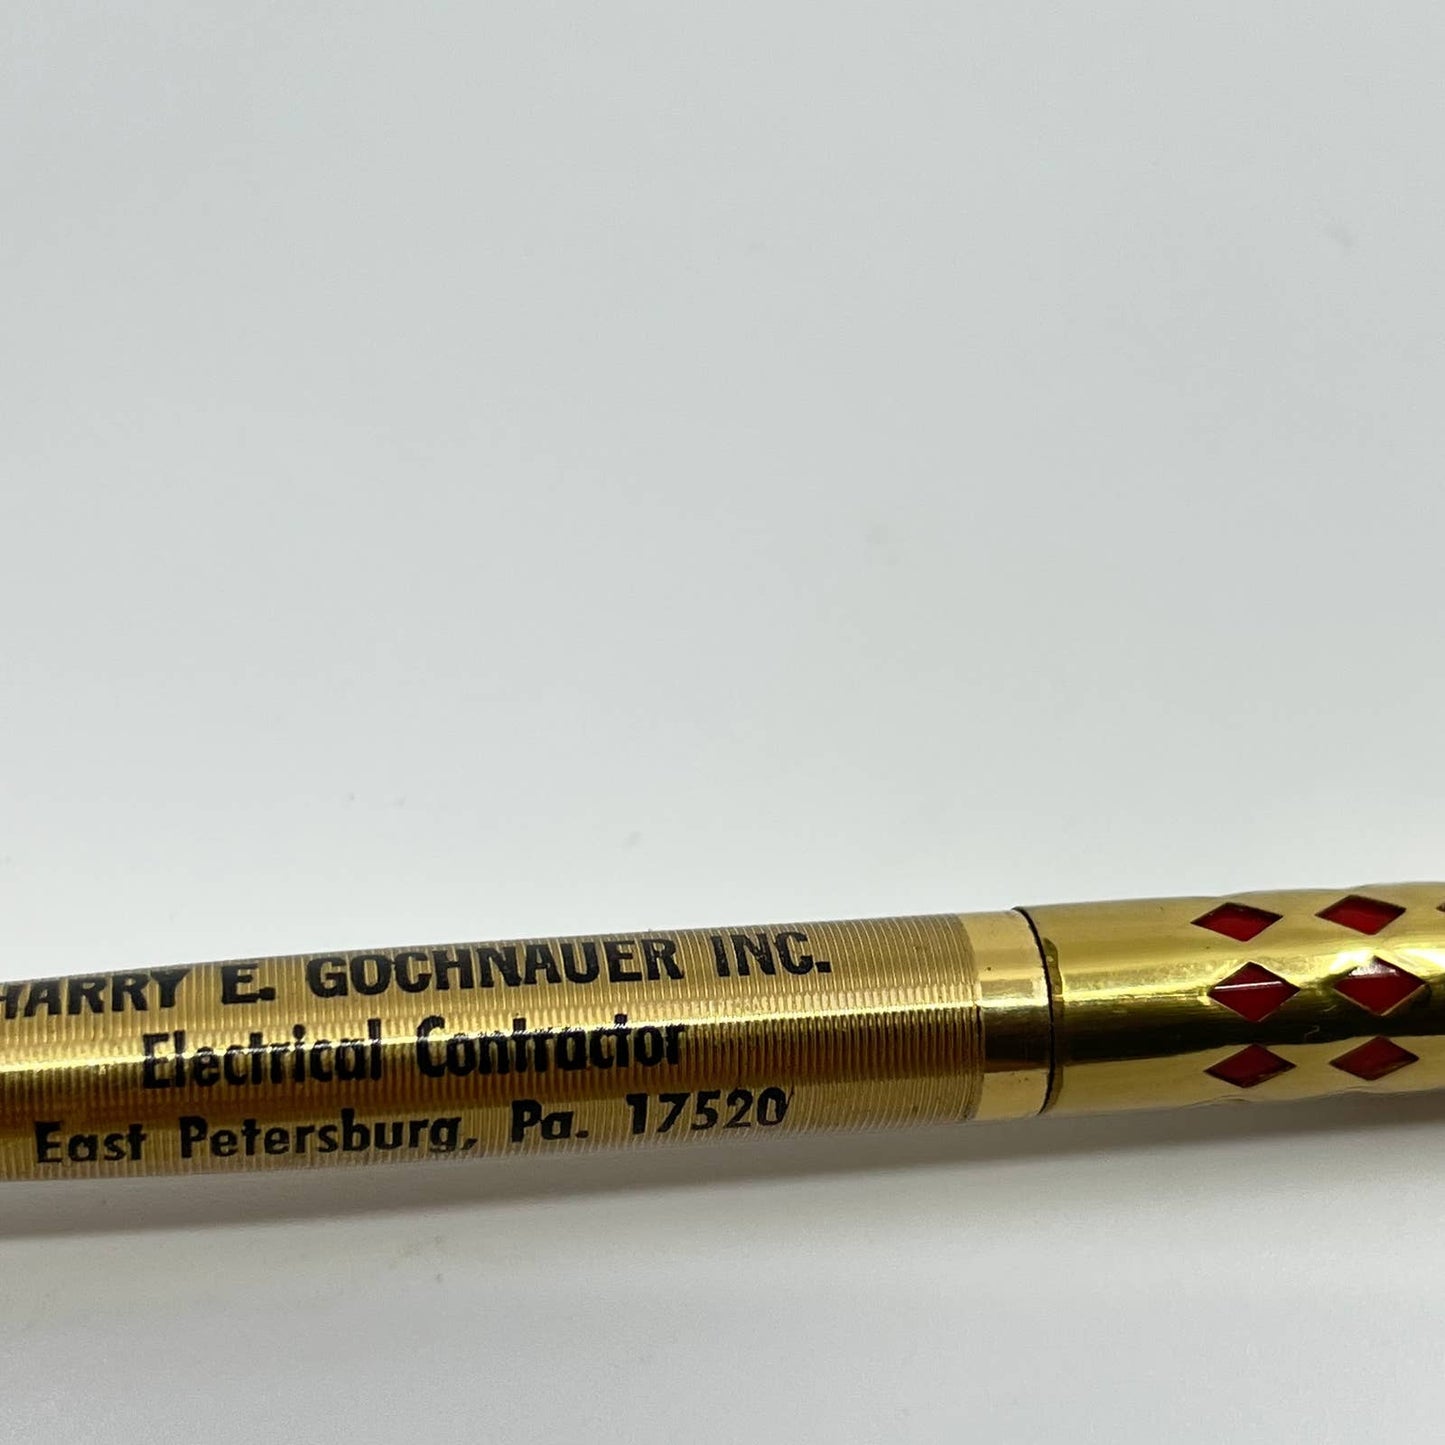 HARRY E. GOCHNAUER INC.
Electrical Contractor
East Petersburg, Pa. 17520